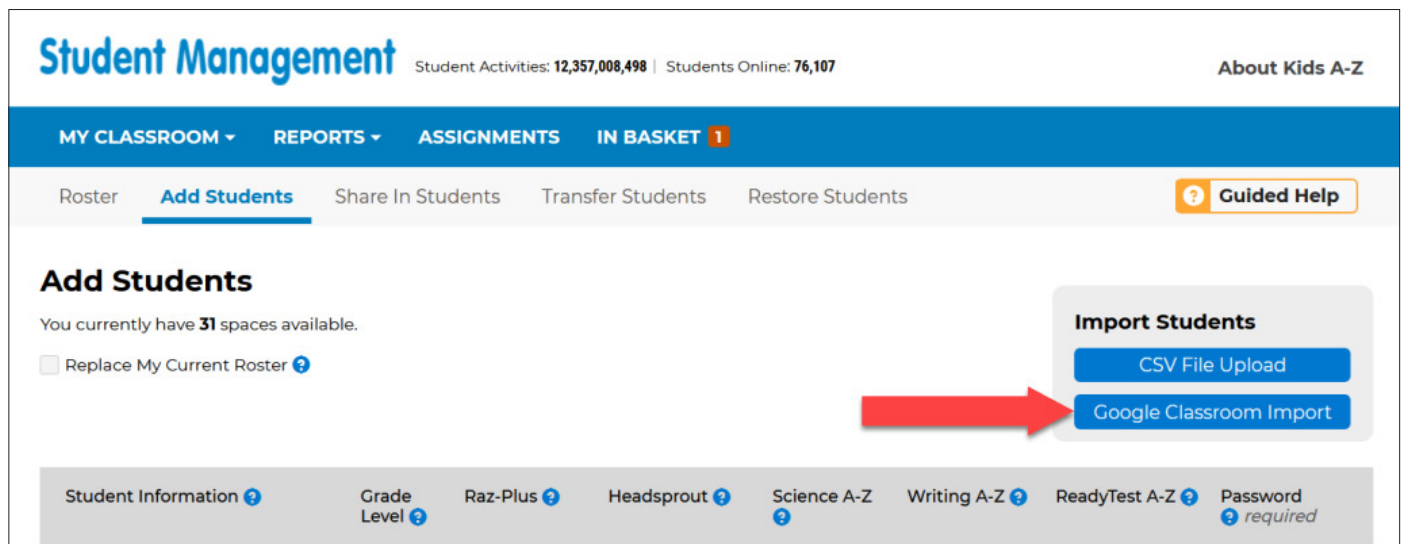 Student Management Student Activities: 12,357,008,498 | Students Online: 76,107 About Kids A-Z
MY CLASSROOM REPORTS ASSIGNMENTS IN BASKET 1
Roster Add Students Share In Students Transfer Students Restore Students ? Guided Help
Add Students
You currently have 31 spaces available.
Replace My Current Roster ?
Import Students
CSV File Upload
Google Classroom Import
Student Information ? Grade Raz-Plus ? Headsprout ? Science A-Z Writing A-Z ? ReadyTest A-Z ? Password
Level ? ? ? required